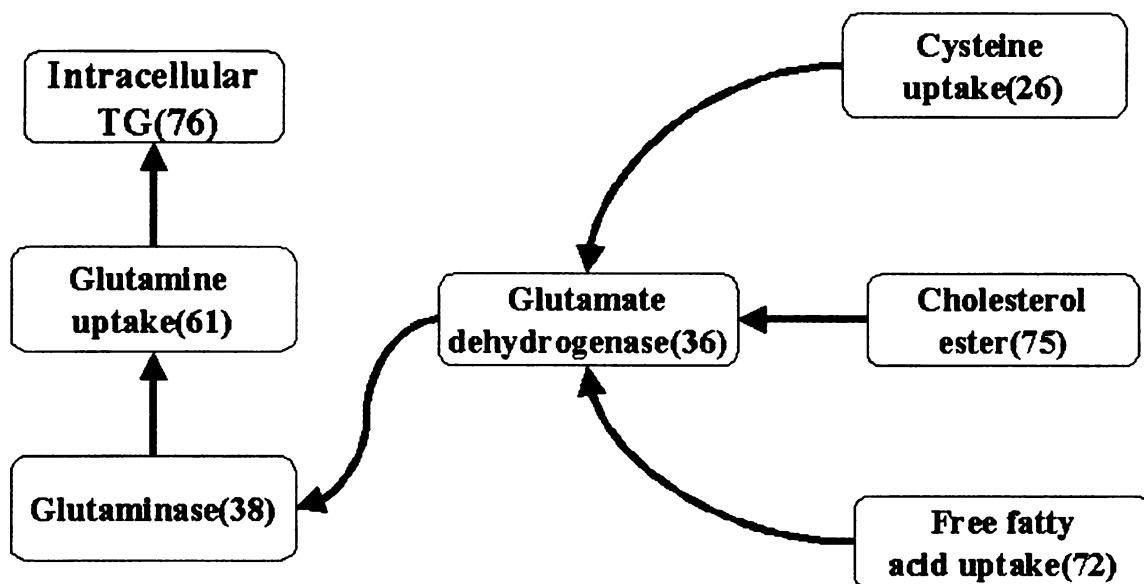 Intracellular
TG(76)
Cysteine
uptake(26)
Glutamine
uptake(61)
Glutamate
dehydrogenase(36)
Cholesterol
ester(75)
Glutaminase(38)
Free fatty
acid uptake(72)